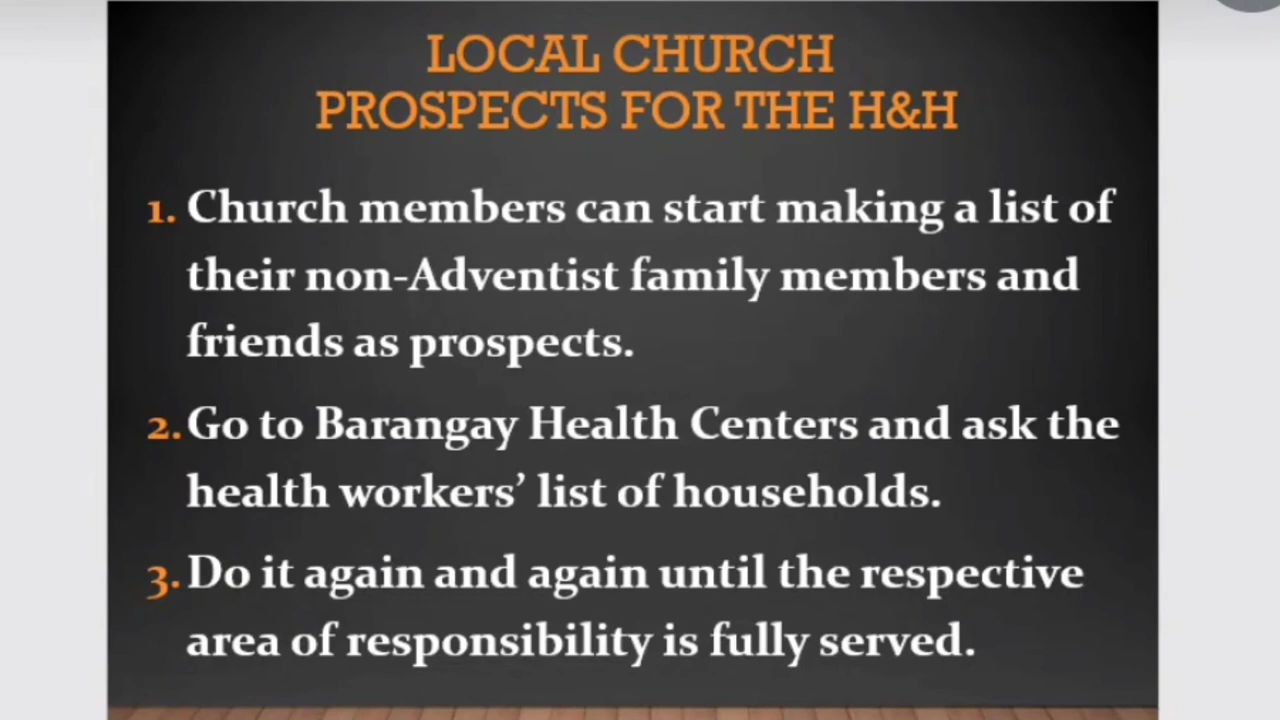 LOCAL CHURCH
PROSPECTS FOR THE H&H
1. Church members can start making a list of
their non-Adventist family members and
friends as prospects.
2. Go to Barangay Health Centers and ask the
health workers’ list of households.
3. Do it again and again until the respective
area of responsibility is fully served.